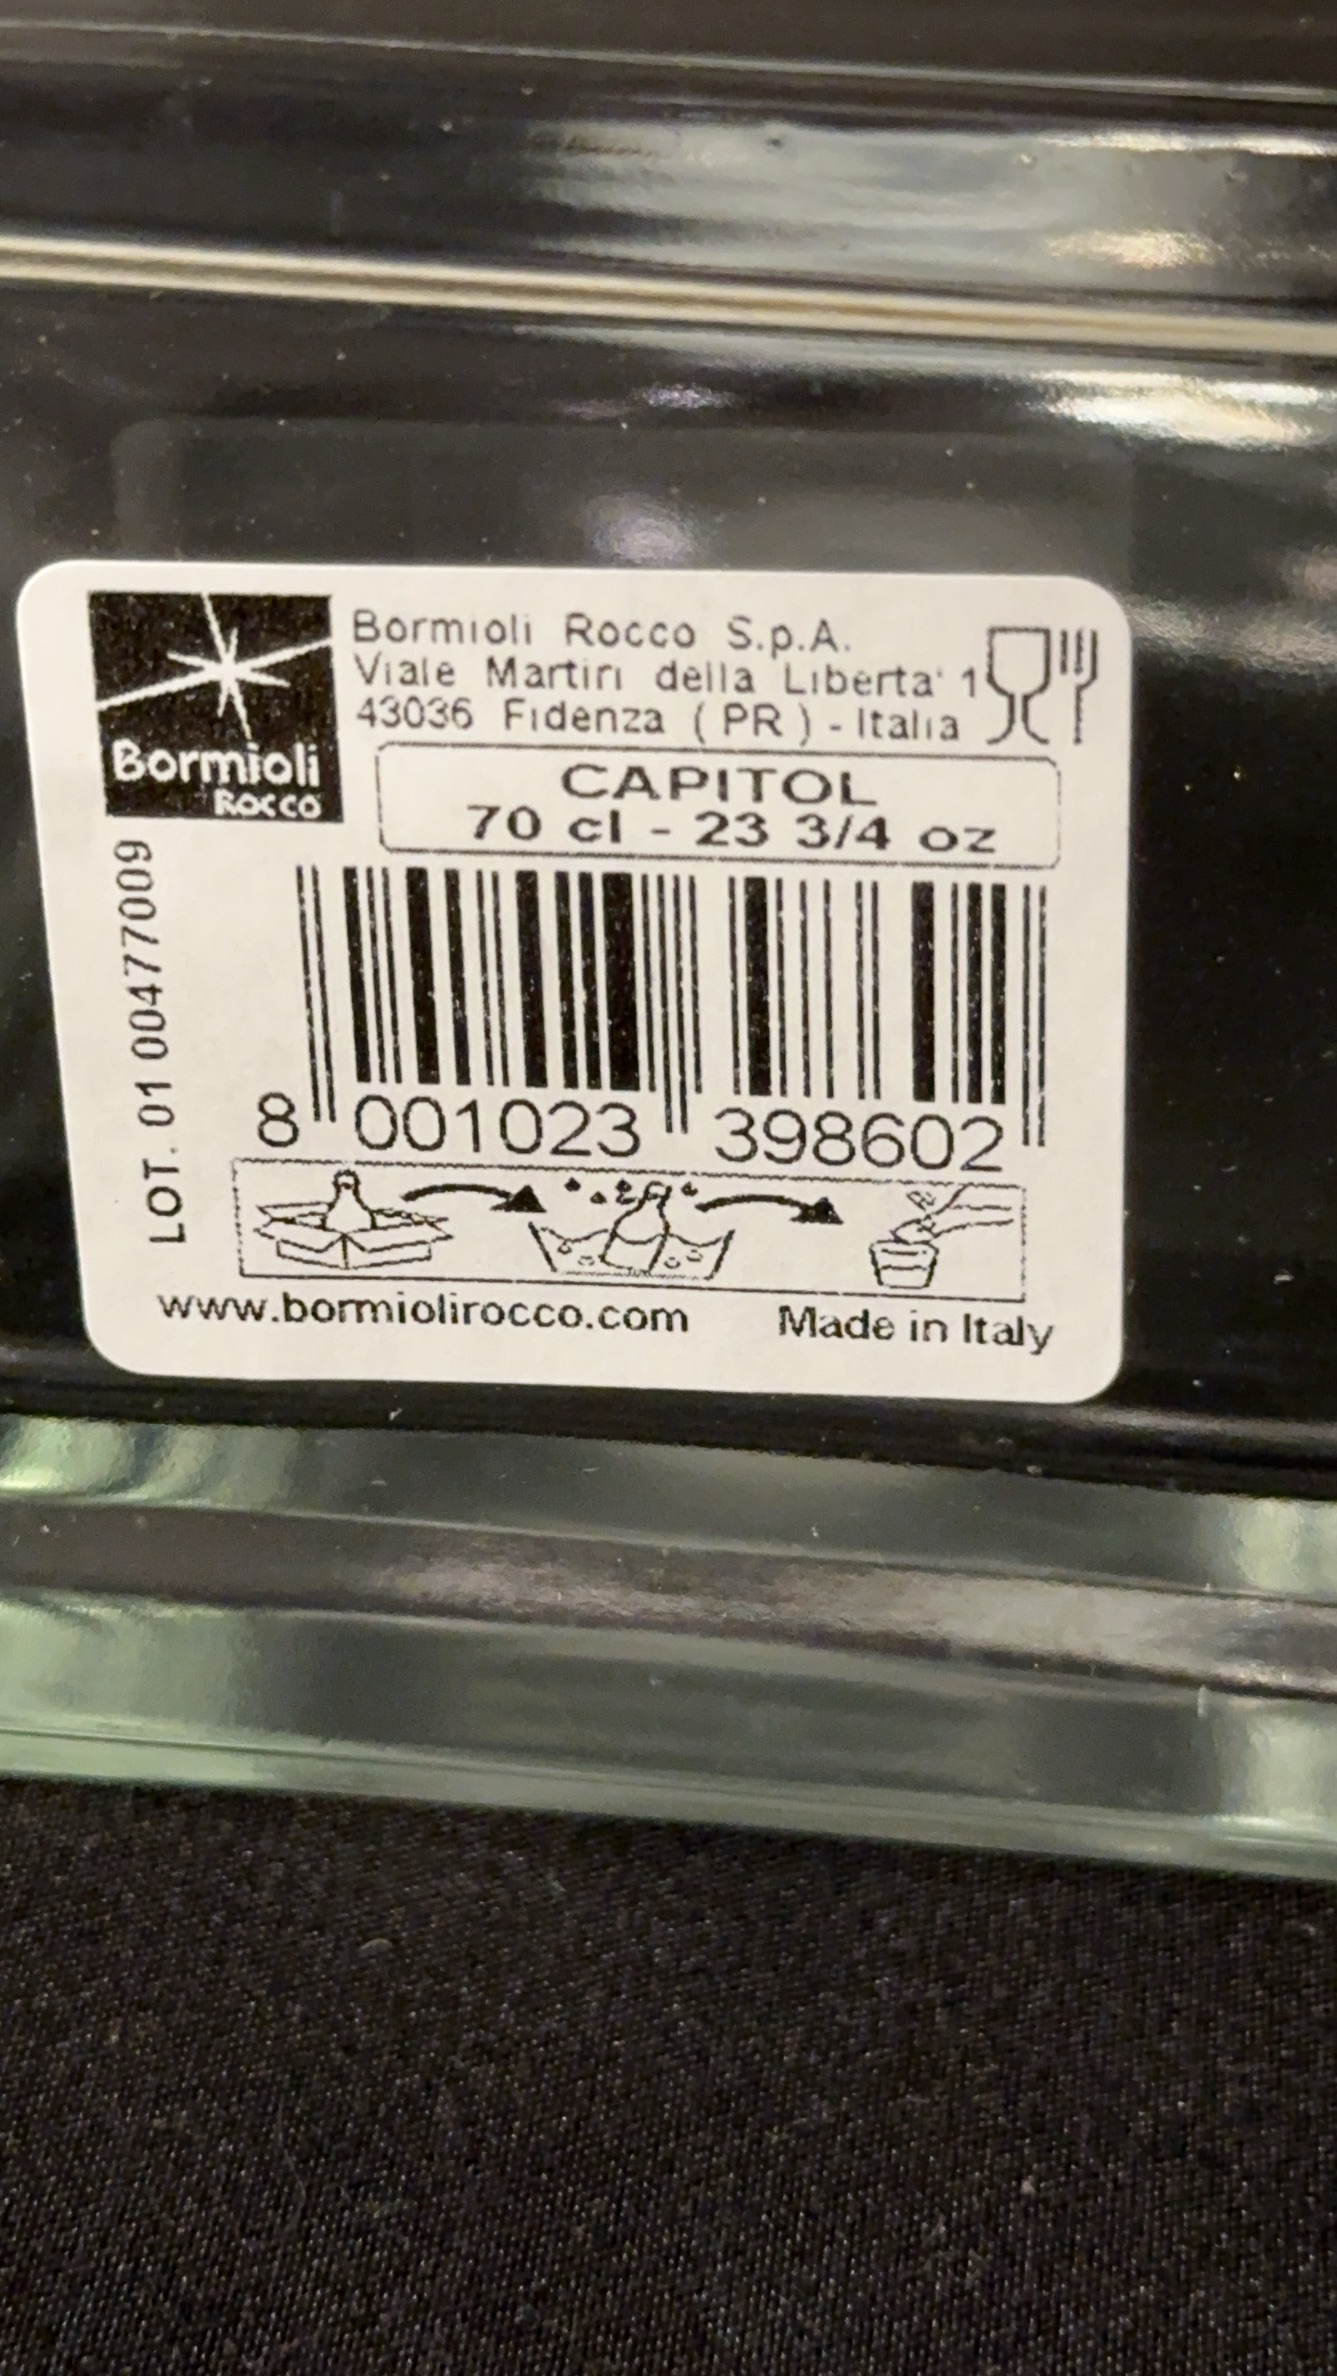 Bormioli
ROCCO
Bormioli Rocco S.p.A.
Viale Martiri della Liberta' 1
43036 Fidenza (PR) - Italia
CAPITOL
70 cl - 23 3/4 oz
LOT. 01 00477009
8 001023 398602
www.bormiolirocco.com Made in Italy